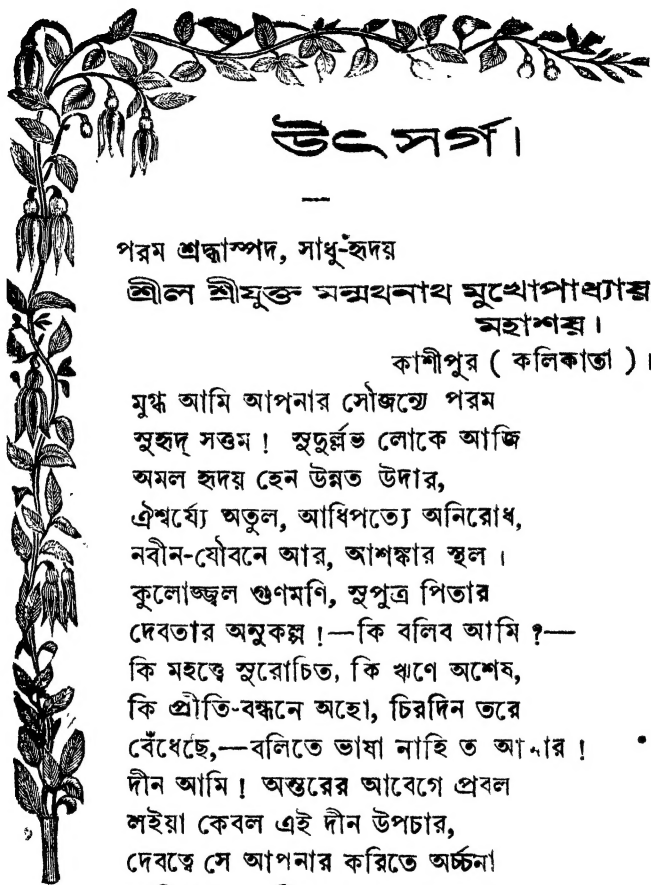 উৎসর্গ।
পরম শ্রদ্ধাস্পদ, সাধু-হৃদয়
শ্রীল শ্রীযুক্ত মন্মথনাথ মুখোপাধ্যায়
মহাশয়।
কাশীপুর ( কলিকাতা )।
মুগ্ধ আমি আপনার সৌজন্যে পরম
সুহৃদ্ সত্তম ! সুদুর্ল্লভ লোকে আজি
অমল হৃদয় হেন উন্নত উদার,
ঐশ্বর্য্যে অতুল, আধিপত্যে অনিরোধ,
নবীন-যৌবনে আর, আশঙ্কার স্থল ।
কুলোজ্জ্বল গুণমণি, সুপুত্র পিতার
দেবতার অনুকল্প !—কি বলিব আমি ?—
কি মহত্ত্বে সুরোচিত, কি ঋণে অশেষ,
কি প্রীতি-বন্ধনে অহো, চিরদিন তরে
বেঁধেছে,—বলিতে ভাষা নাহি ত !
দীন আমি ! অন্তরের আবেগে প্রবল
লইয়া কেবল এই দীন উপচার,
দেবত্বে সে আপনার করিতে অর্চ্চনা